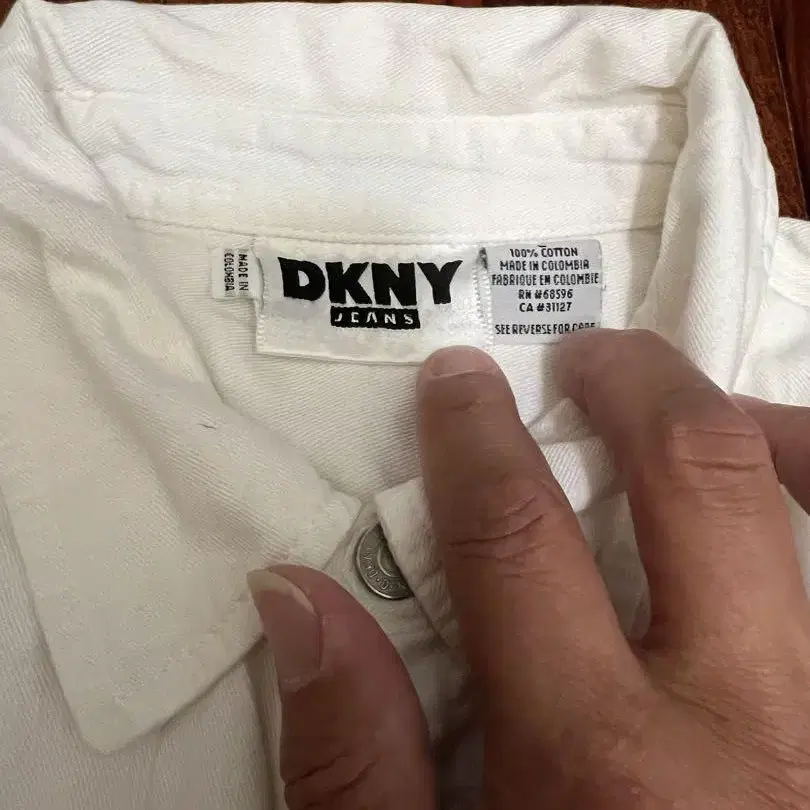 MADE IN
COLOMBIA
DKNY
JEANS
100% COTTON
MADE IN COLOMBIA
FABRIQUE EN COLOMBIE
RN #68596
CA #31127
SEE REVERSE FOR CARE